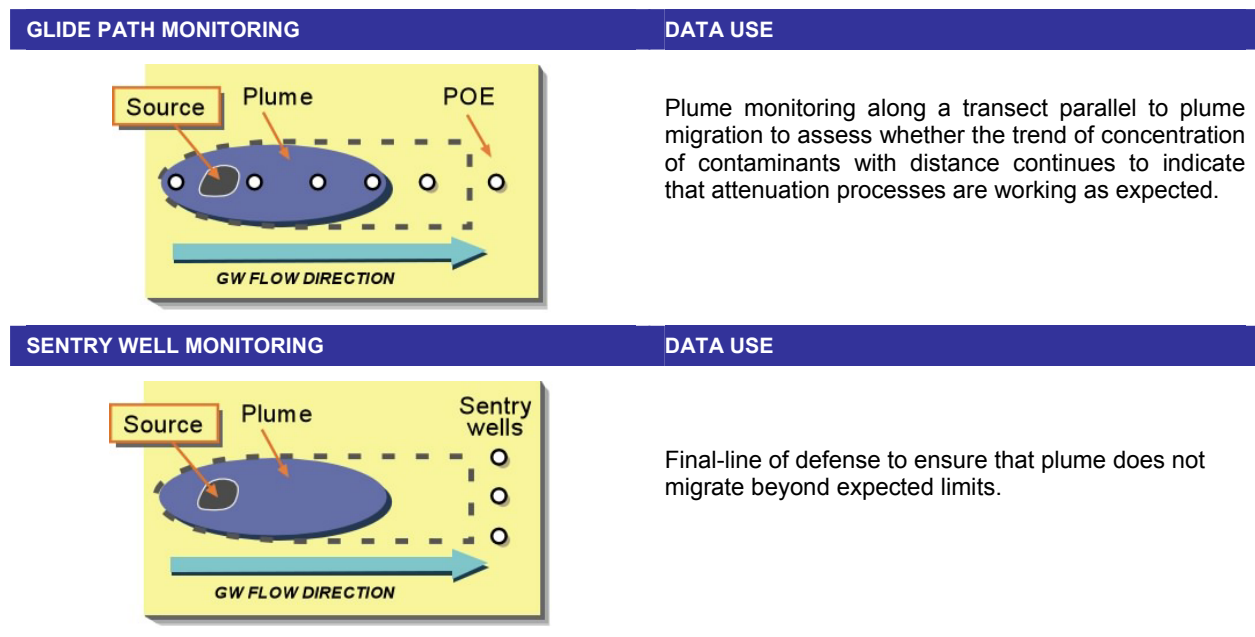 GLIDE PATH MONITORING
DATA USE
Source
Plume
POE
GW FLOW DIRECTION
Plume monitoring along a transect parallel to plume
migration to assess whether the trend of concentration
of contaminants with distance continues to indicate
that attenuation processes are working as expected.
SENTRY WELL MONITORING
DATA USE
Source
Plume
Sentry
wells
GW FLOW DIRECTION
Final-line of defense to ensure that plume does not
migrate beyond expected limits.